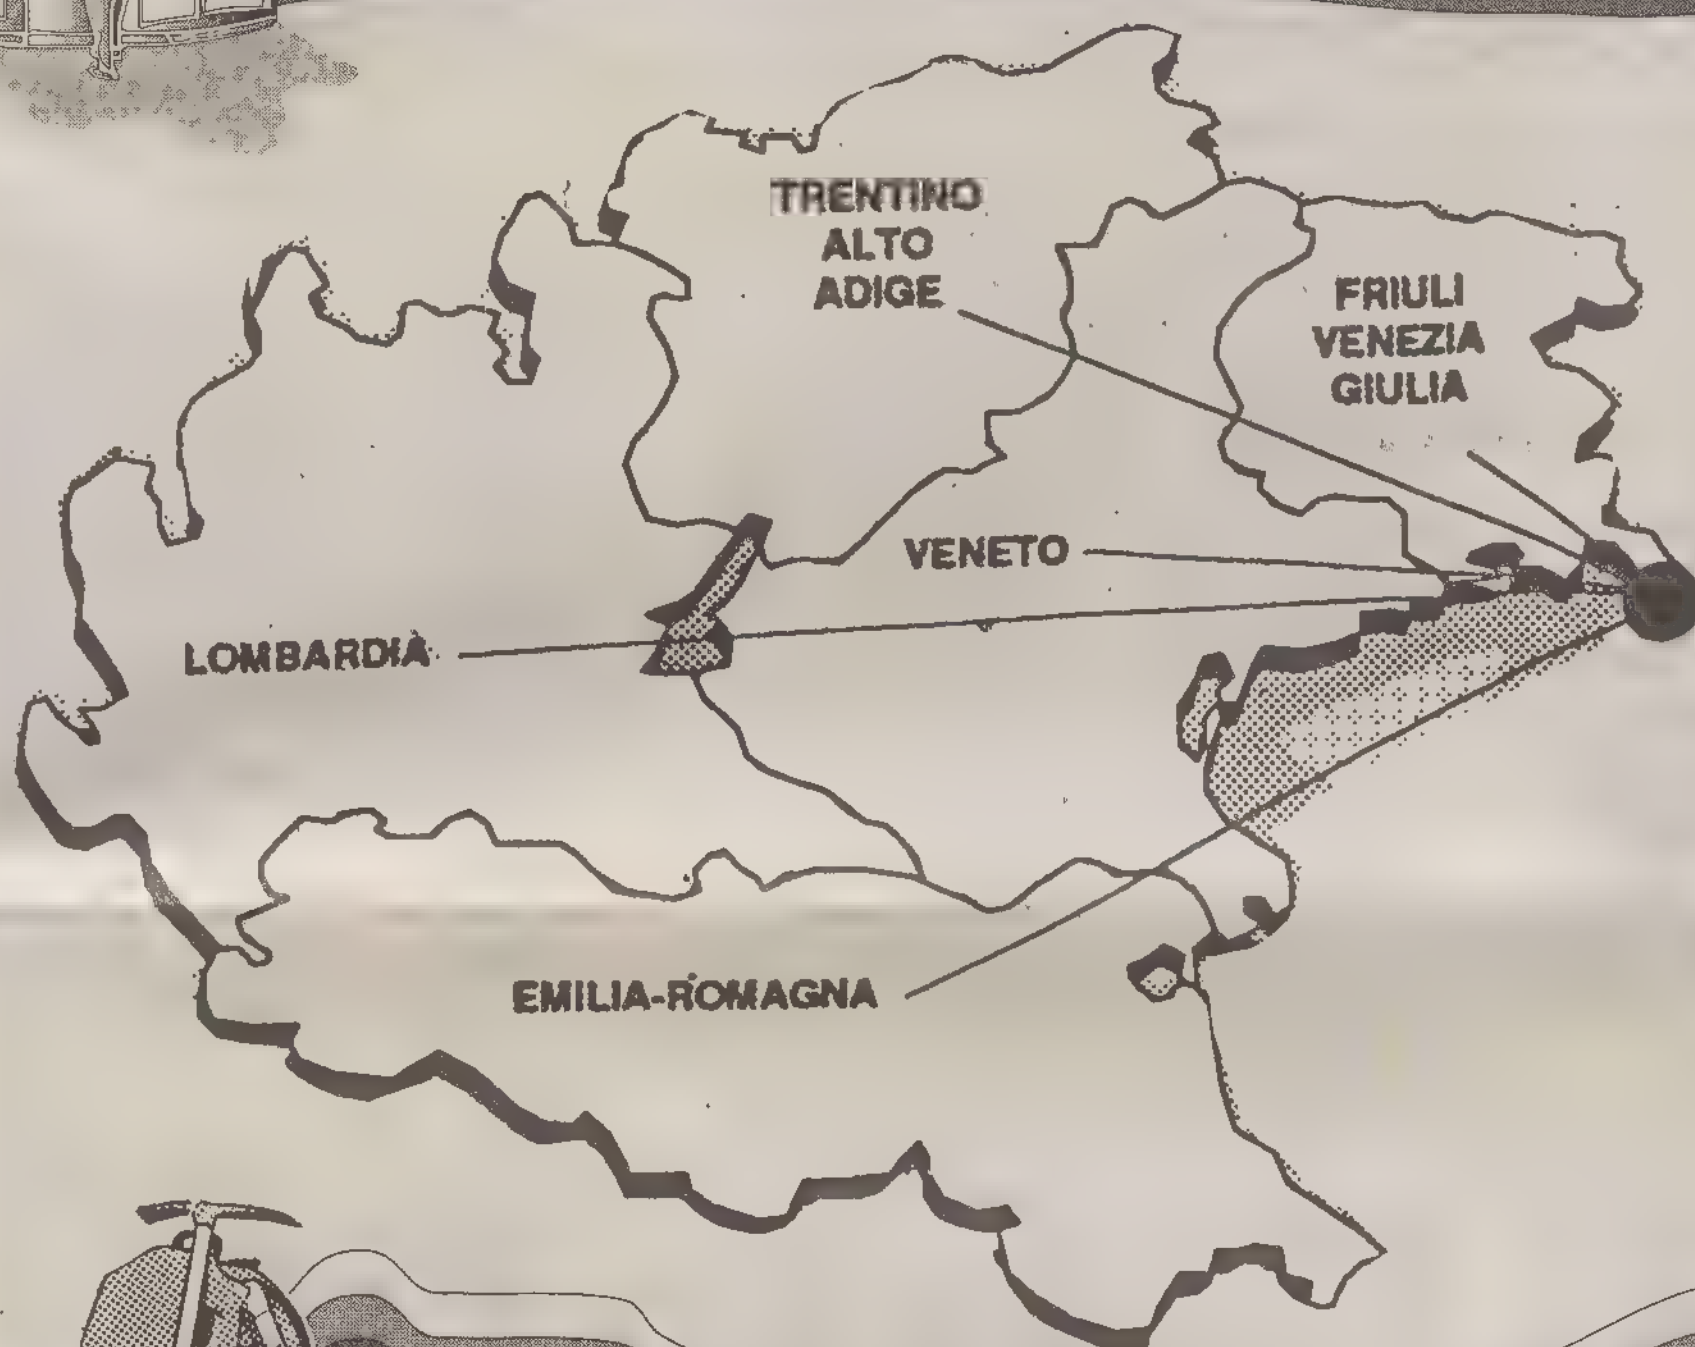 TRENTINO
ALTO
ADIGE
FRIULI
VENEZIA
GIULIA
VENETO
LOMBARDIA
EMILIA-ROMAGNA